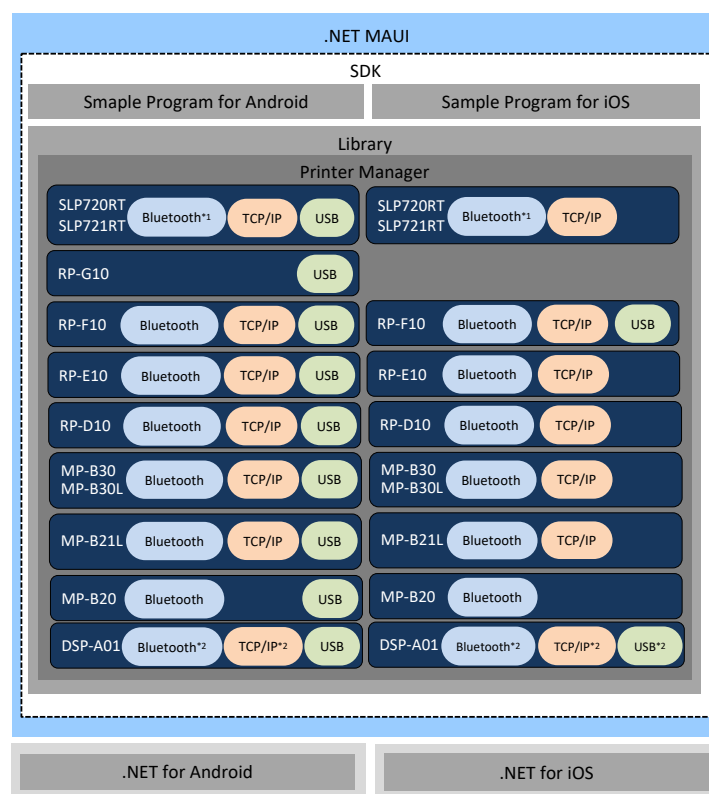 .NET MAUI
SDK
Smaple Program for Android
Sample Program for iOS
Library
Printer Manager
SLP720RT
SLP721RT
Bluetooth*1 TCP/IP USB
SLP720RT
SLP721RT
Bluetooth*1 TCP/IP
RP-G10 USB
RP-F10 Bluetooth TCP/IP USB
RP-F10 Bluetooth TCP/IP USB
RP-E10 Bluetooth TCP/IP USB
RP-E10 Bluetooth TCP/IP
RP-D10 Bluetooth TCP/IP USB
RP-D10 Bluetooth TCP/IP
MP-B30
MP-B30L
Bluetooth TCP/IP USB
MP-B30
MP-B30L
Bluetooth TCP/IP
MP-B21L Bluetooth TCP/IP USB
MP-B21L Bluetooth TCP/IP
MP-B20 Bluetooth USB
MP-B20 Bluetooth
DSP-A01 Bluetooth*2 TCP/IP*2 USB
DSP-A01 Bluetooth*2 TCP/IP*2 USB*2
.NET for Android
.NET for iOS